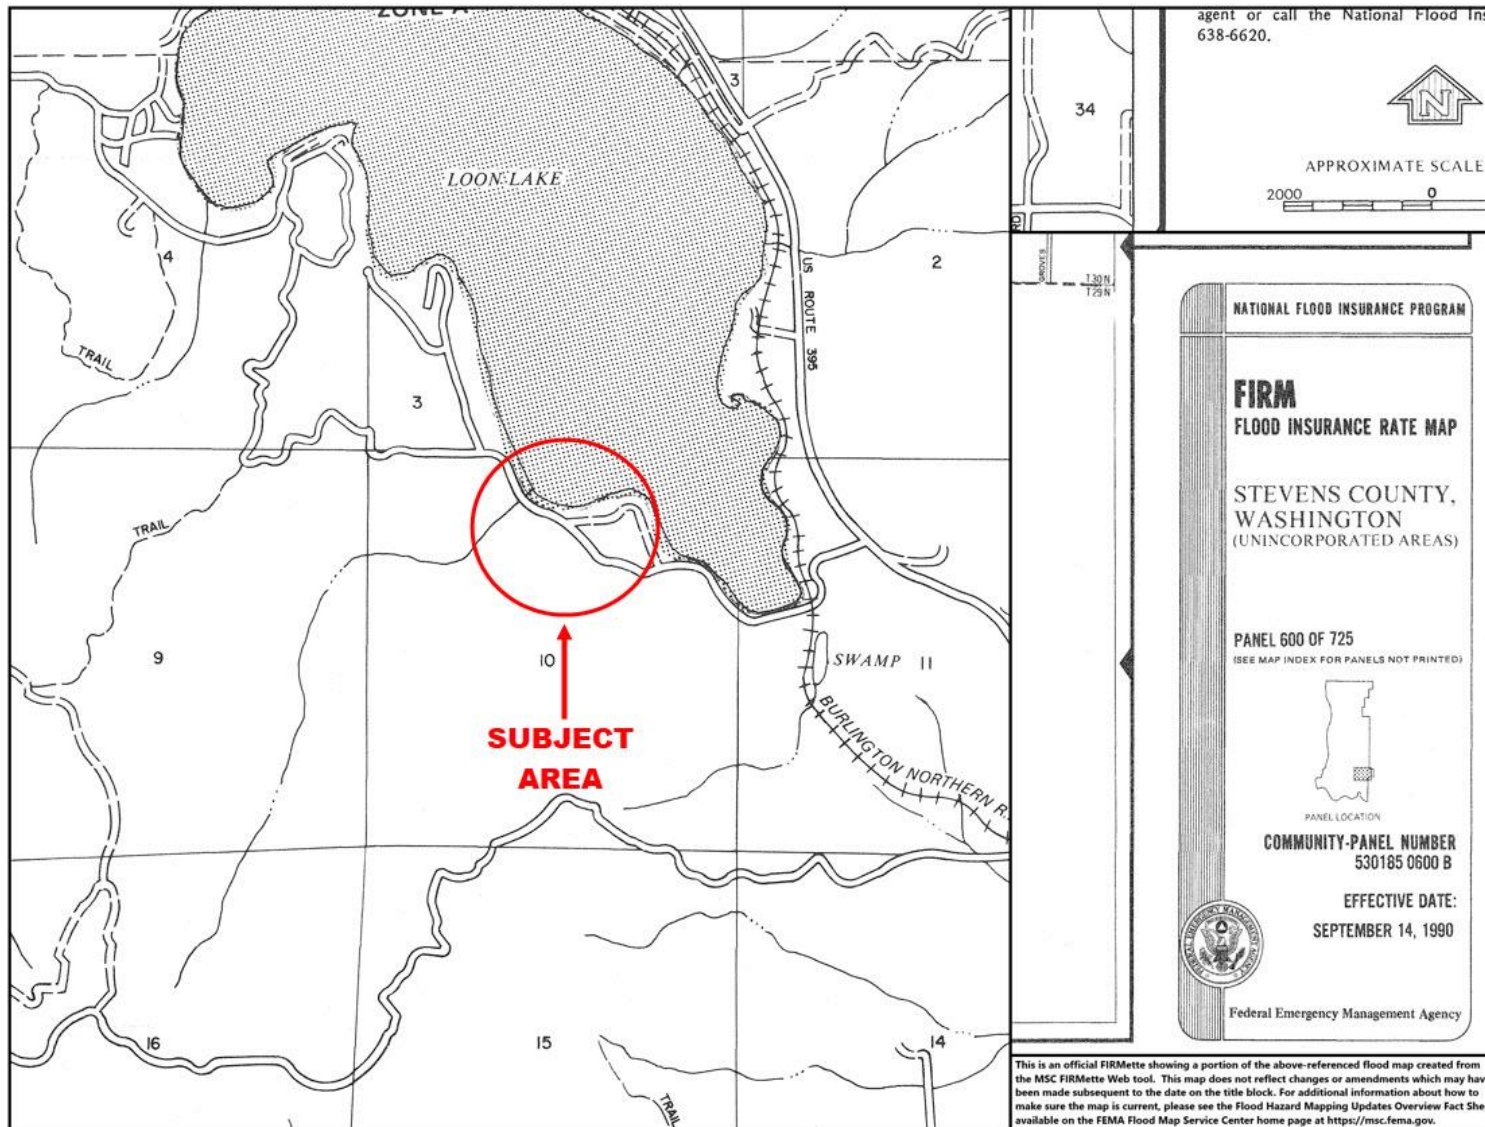 ZONE A
LOON LAKE
3
4
2
US ROUTE 395
TRAIL
3
TRAIL
9
10
SWAMP 11
SUBJECT
AREA
BURLINGTON NORTHERN R.
16
15
14
TRAIL
agent or call the National Flood Ins
638-6620.
34
RD
N
APPROXIMATE SCALE
2000 0
GROVES
T30N
T29N
NATIONAL FLOOD INSURANCE PROGRAM
FIRM
FLOOD INSURANCE RATE MAP
STEVENS COUNTY,
WASHINGTON
(UNINCORPORATED AREAS)
PANEL 600 OF 725
(SEE MAP INDEX FOR PANELS NOT PRINTED)
PANEL LOCATION
COMMUNITY-PANEL NUMBER
530185 0600 B
EFFECTIVE DATE:
SEPTEMBER 14, 1990
FEDERAL EMERGENCY MANAGEMENT AGENCY
Federal Emergency Management Agency
This is an official FIRMette showing a portion of the above-referenced flood map created from
the MSC FIRMette Web tool. This map does not reflect changes or amendments which may hav
been made subsequent to the date on the title block. For additional information about how to
make sure the map is current, please see the Flood Hazard Mapping Updates Overview Fact She
available on the FEMA Flood Map Service Center home page at https://msc.fema.gov.